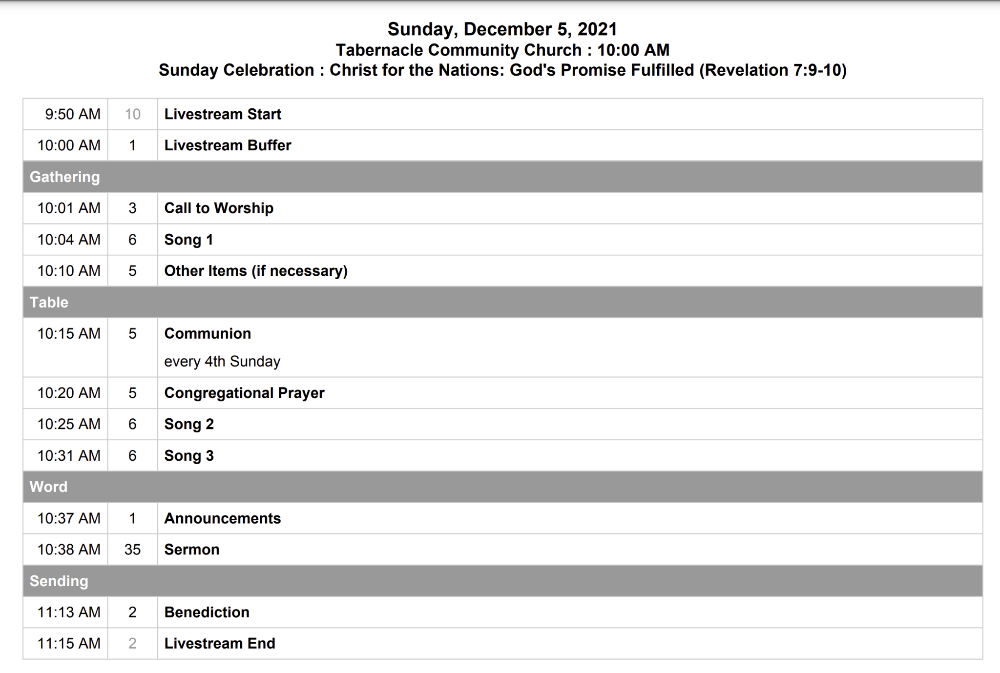 Sunday, December 5, 2021
Tabernacle Community Church : 10:00 AM
Sunday Celebration : Christ for the Nations: God's Promise Fulfilled (Revelation 7:9-10)
9:50 AM 10 Livestream Start
10:00 AM 1 Livestream Buffer
Gathering
10:01 AM 3 Call to Worship
10:04 AM 6 Song 1
10:10 AM 5 Other Items (if necessary)
Table
10:15 AM 5 Communion
every 4th Sunday
10:20 AM 5 Congregational Prayer
10:25 AM 6 Song 2
10:31 AM 6 Song 3
Word
10:37 AM 1 Announcements
10:38 AM 35 Sermon
Sending
11:13 AM 2 Benediction
11:15 AM 2 Livestream End